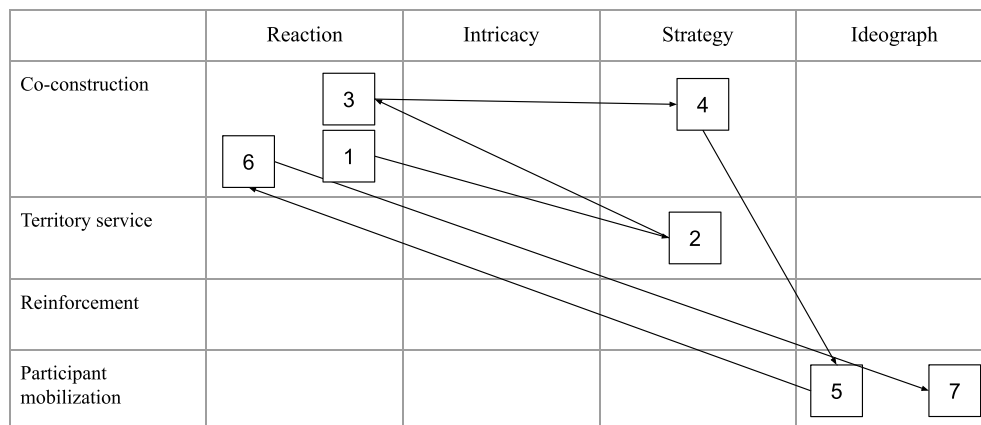 Reaction Intricacy Strategy Ideograph
Co-construction
3
4
6
1
Territory service
2
Reinforcement
Participant
mobilization
5
7